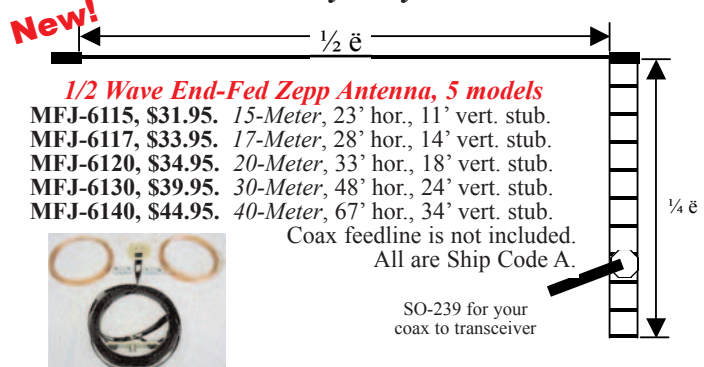 New!
½ ë
1/2 Wave End-Fed Zepp Antenna, 5 models
MFJ-6115, $31.95. 15-Meter, 23’ hor., 11’ vert. stub.
MFJ-6117, $33.95. 17-Meter, 28’ hor., 14’ vert. stub.
MFJ-6120, $34.95. 20-Meter, 33’ hor., 18’ vert. stub.
MFJ-6130, $39.95. 30-Meter, 48’ hor., 24’ vert. stub.
MFJ-6140, $44.95. 40-Meter, 67’ hor., 34’ vert. stub.
Coax feedline is not included.
All are Ship Code A.
¼ ë
SO-239 for your
coax to transceiver